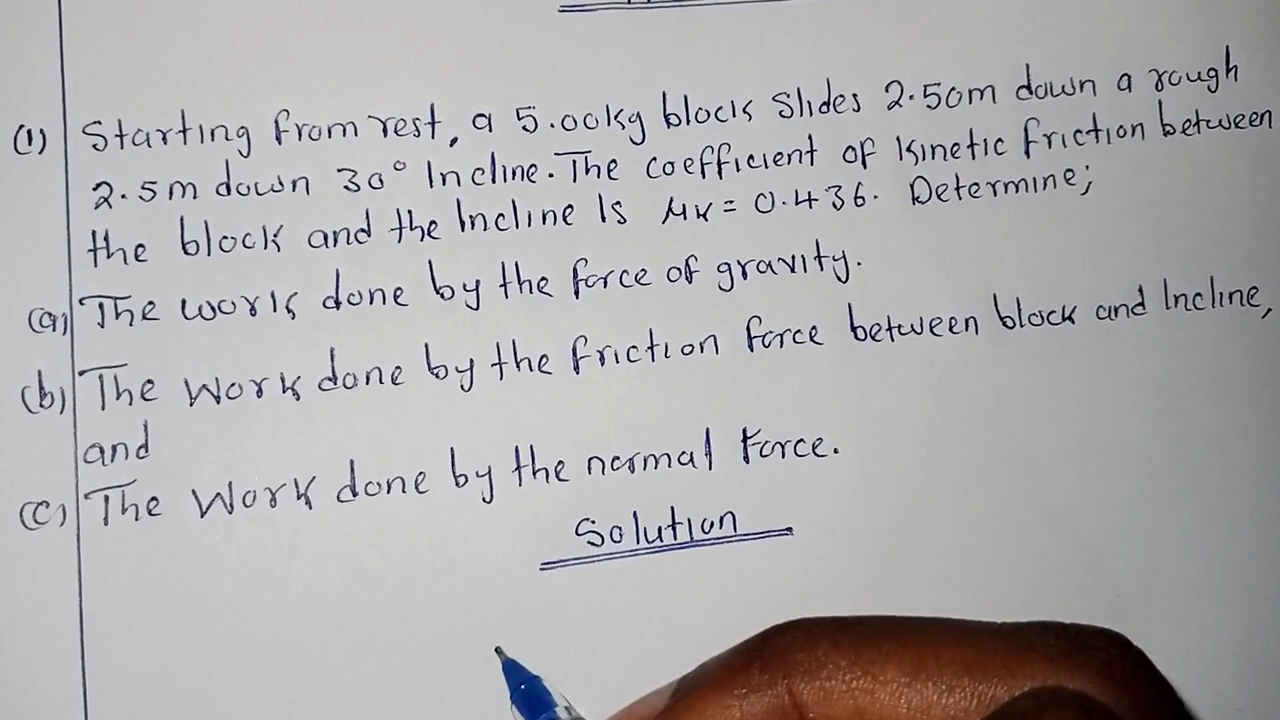 (1) Starting from rest, a 5.00kg block slides 2.50m down a rough
2.5m down 30° Incline. The coefficient of kinetic friction between
the block and the Incline Is μk = 0.436. Determine;
(a) The work done by the force of gravity.
(b) The Work done by the friction force between block and Incline,
and
(c) The Work done by the normal Force.
Solution